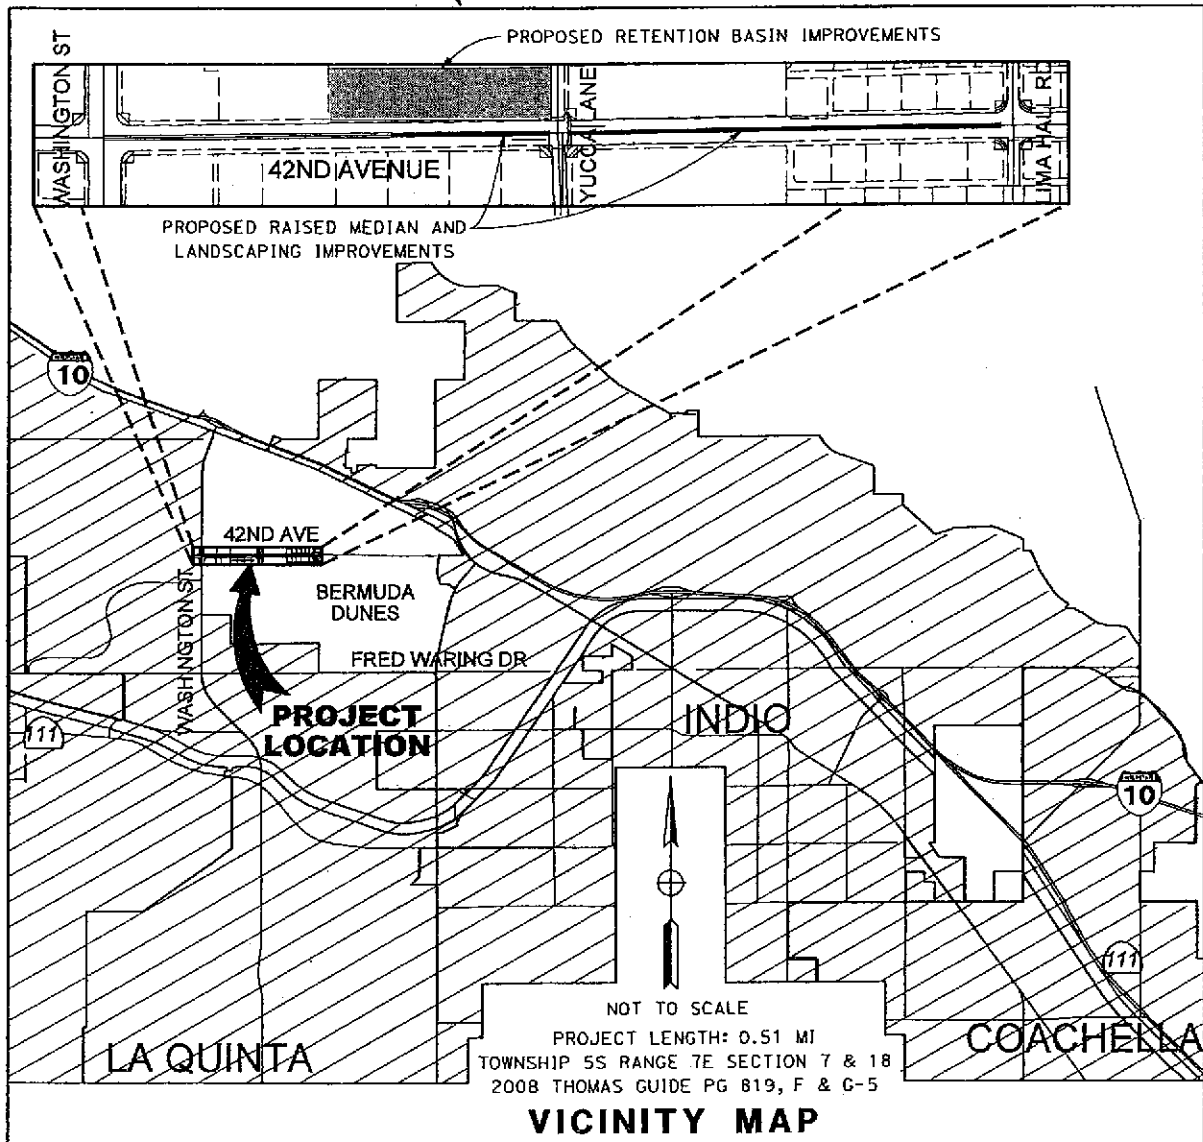 PROPOSED RETENTION BASIN IMPROVEMENTS
WASHINGTON ST
YUCCA LANE
LIMA HALL RD
42ND AVENUE
PROPOSED RAISED MEDIAN AND
LANDSCAPING IMPROVEMENTS
10
42ND AVE
WASHINGTON ST
BERMUDA
DUNES
FRED WARING DR
111
PROJECT
LOCATION
INDIO
10
111
NOT TO SCALE
PROJECT LENGTH: 0.51 MI
TOWNSHIP 5S RANGE 7E SECTION 7 & 18
2008 THOMAS GUIDE PG 819, F & G-5
LA QUINTA
COACHELLA
VICINITY MAP